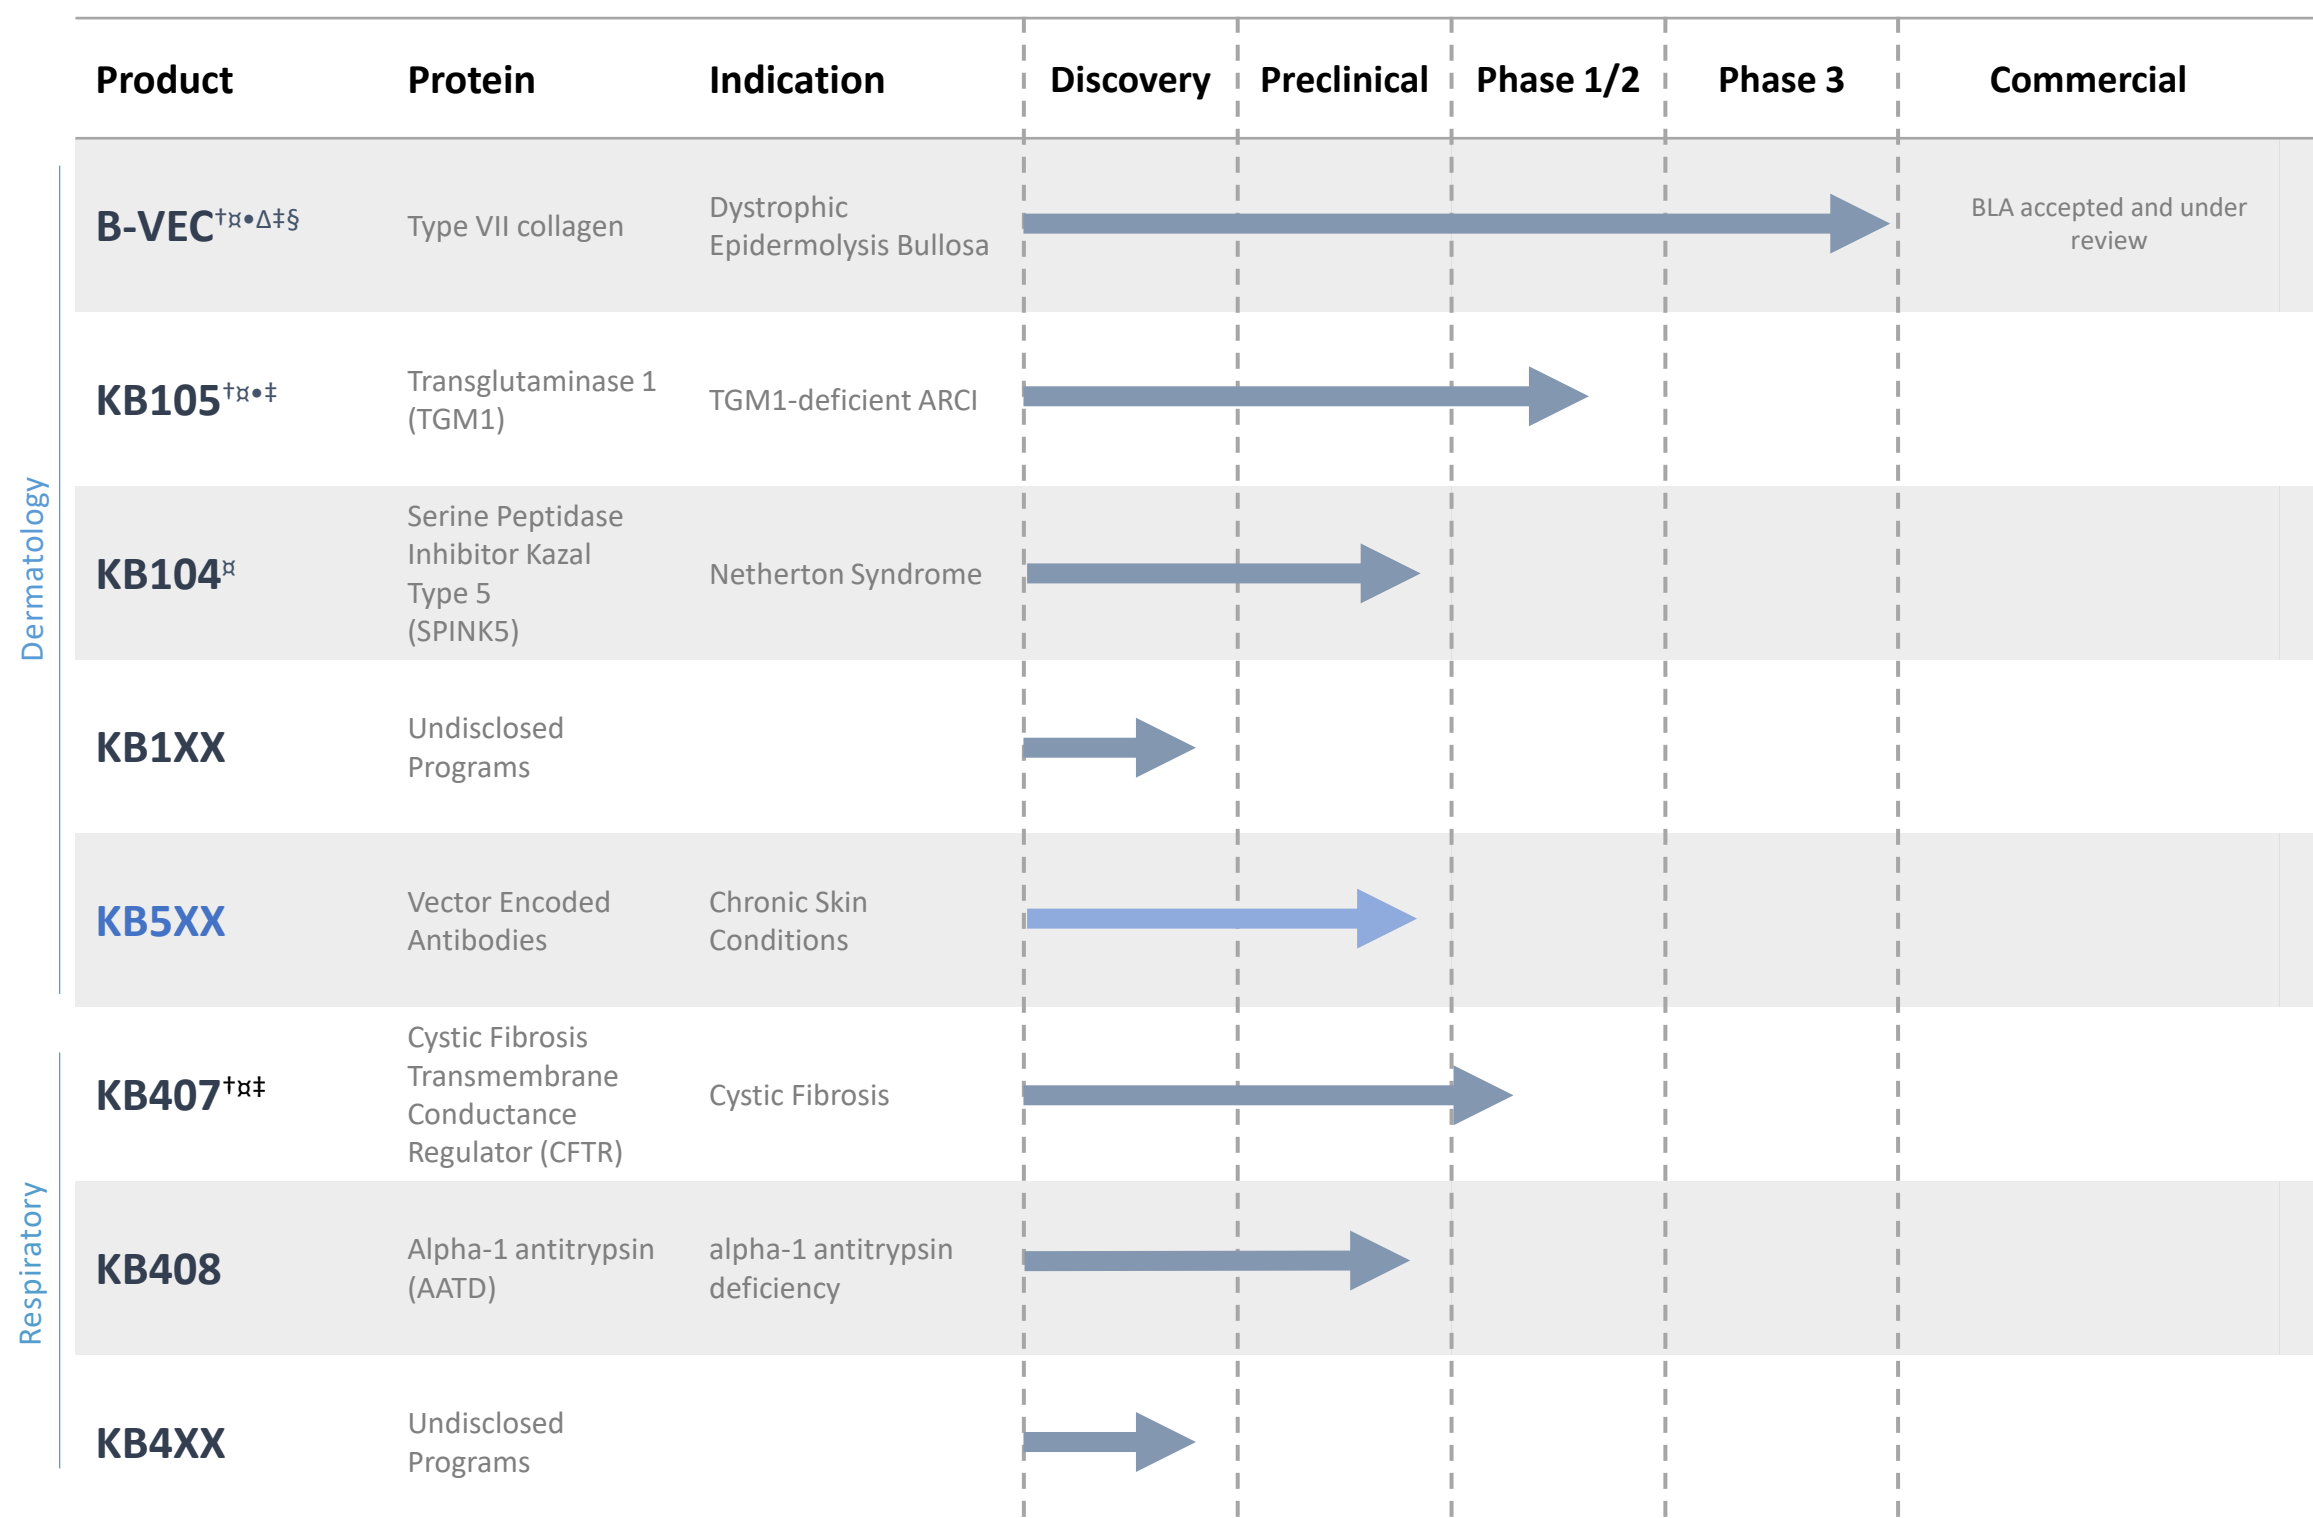 Product Protein Indication Discovery Preclinical Phase 1/2 Phase 3 Commercial
Dermatology
B-VEC†¤•Δ‡§
Type VII collagen
Dystrophic
Epidermolysis Bullosa
BLA accepted and under
review
KB105†¤•‡
Transglutaminase 1
(TGM1)
TGM1-deficient ARCI
KB104¤
Serine Peptidase
Inhibitor Kazal
Type 5
(SPINK5)
Netherton Syndrome
KB1XX
Undisclosed
Programs
KB5XX
Vector Encoded
Antibodies
Chronic Skin
Conditions
Respiratory
KB407†¤‡
Cystic Fibrosis
Transmembrane
Conductance
Regulator (CFTR)
Cystic Fibrosis
KB408
Alpha-1 antitrypsin
(AATD)
alpha-1 antitrypsin
deficiency
KB4XX
Undisclosed
Programs